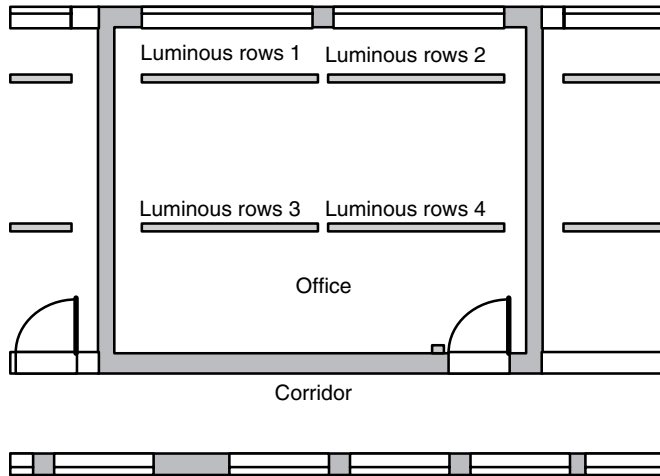 Luminous rows 1
Luminous rows 2
Luminous rows 3
Luminous rows 4
Office
Corridor